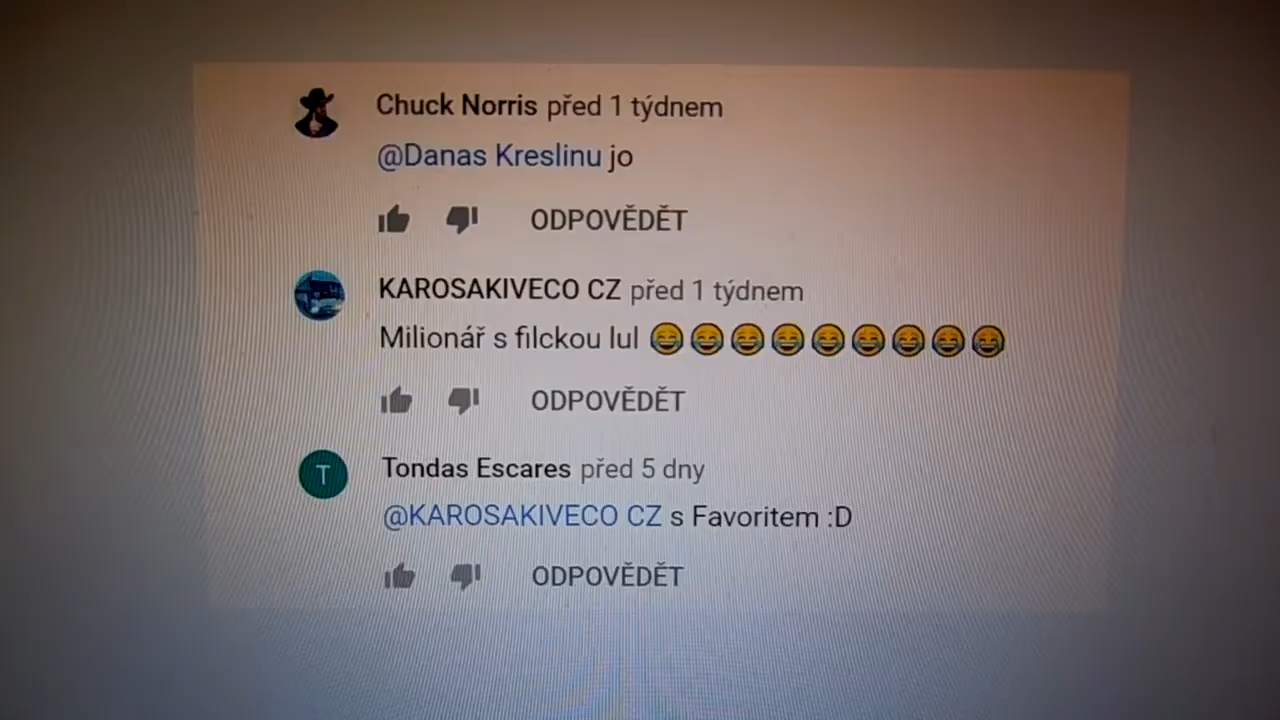 Chuck Norris před 1 týdnem
@Danas Kreslinu jo
ODPOVĚDĚT
KAROSAKIVECO CZ před 1 týdnem
Milionář s filckou lul 😂😂😂😂😂😂😂😂😂
ODPOVĚDĚT
T
Tondas Escares před 5 dny
@KAROSAKIVECO CZ s Favoritem :D
ODPOVĚDĚT